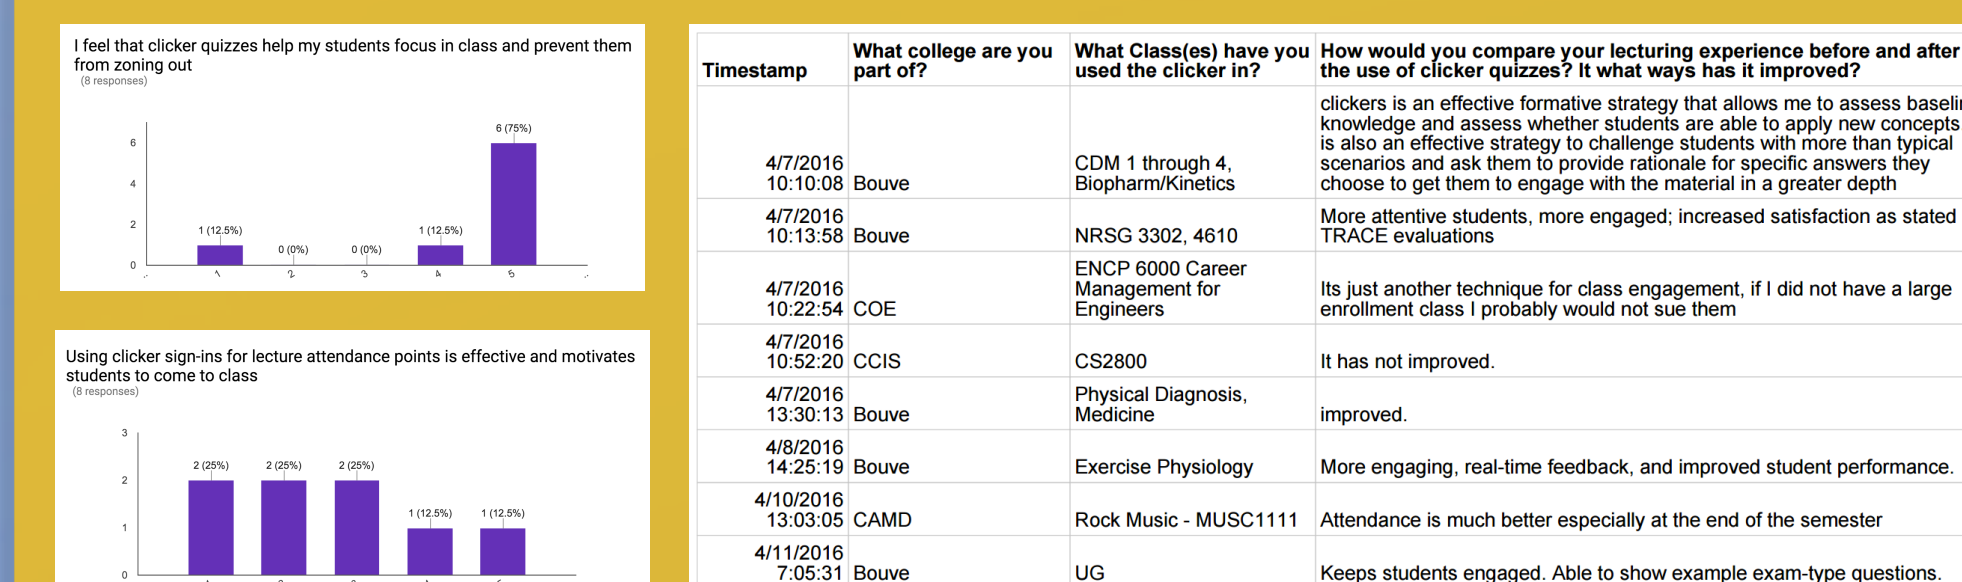 I feel that clicker quizzes help my students focus in class and prevent them
from zoning out
(8 responses)
6 (75%)
6
4
2
1 (12.5%)
0 (0%)
0 (0%)
1 (12.5%)
0
1
2
3
4
5
Using clicker sign-ins for lecture attendance points is effective and motivates
students to come to class
(8 responses)
3
2 (25%)
2 (25%)
2 (25%)
2
1 (12.5%)
1 (12.5%)
1
0
Timestamp
What college are you
part of?
What Class(es) have you
used the clicker in?
How would you compare your lecturing experience before and after
the use of clicker quizzes? It what ways has it improved?
4/7/2016
10:10:08
Bouve
CDM 1 through 4,
Biopharm/Kinetics
clickers is an effective formative strategy that allows me to assess
knowledge and assess whether students are able to apply new concepts
is also an effective strategy to challenge students with more than typical
scenarios and ask them to provide rationale for specific answers they
choose to get them to engage with the material in a greater depth
4/7/2016
10:13:58
Bouve
NRSG 3302, 4610
More attentive students, more engaged; increased satisfaction as stated
TRACE evaluations
4/7/2016
10:22:54
COE
ENCP 6000 Career
Management for
Engineers
Its just another technique for class engagement, if I did not have a large
enrollment class I probably would not sue them
4/7/2016
10:52:20
CCIS
CS2800
It has not improved.
4/7/2016
13:30:13
Bouve
Physical Diagnosis,
Medicine
improved.
4/8/2016
14:25:19
Bouve
Exercise Physiology
More engaging, real-time feedback, and improved student performance.
4/10/2016
13:03:05
CAMD
Rock Music - MUSC1111
Attendance is much better especially at the end of the semester
4/11/2016
7:05:31
Bouve
UG
Keeps students engaged. Able to show example exam-type questions.